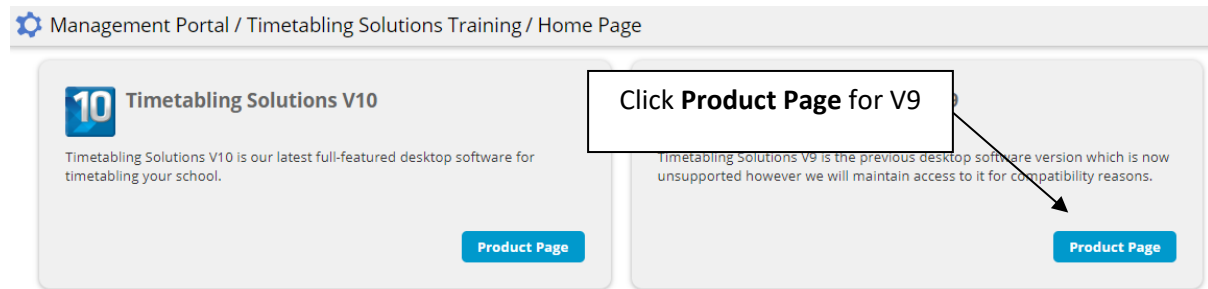 Management Portal / Timetabling Solutions Training / Home Page
10 Timetabling Solutions V10
Timetabling Solutions V10 is our latest full-featured desktop software for
timetabling your school.
Product Page
Click Product Page for V9
9
Timetabling Solutions V9 is the previous desktop software version which is now
unsupported however we will maintain access to it for compatibility reasons.
Product Page